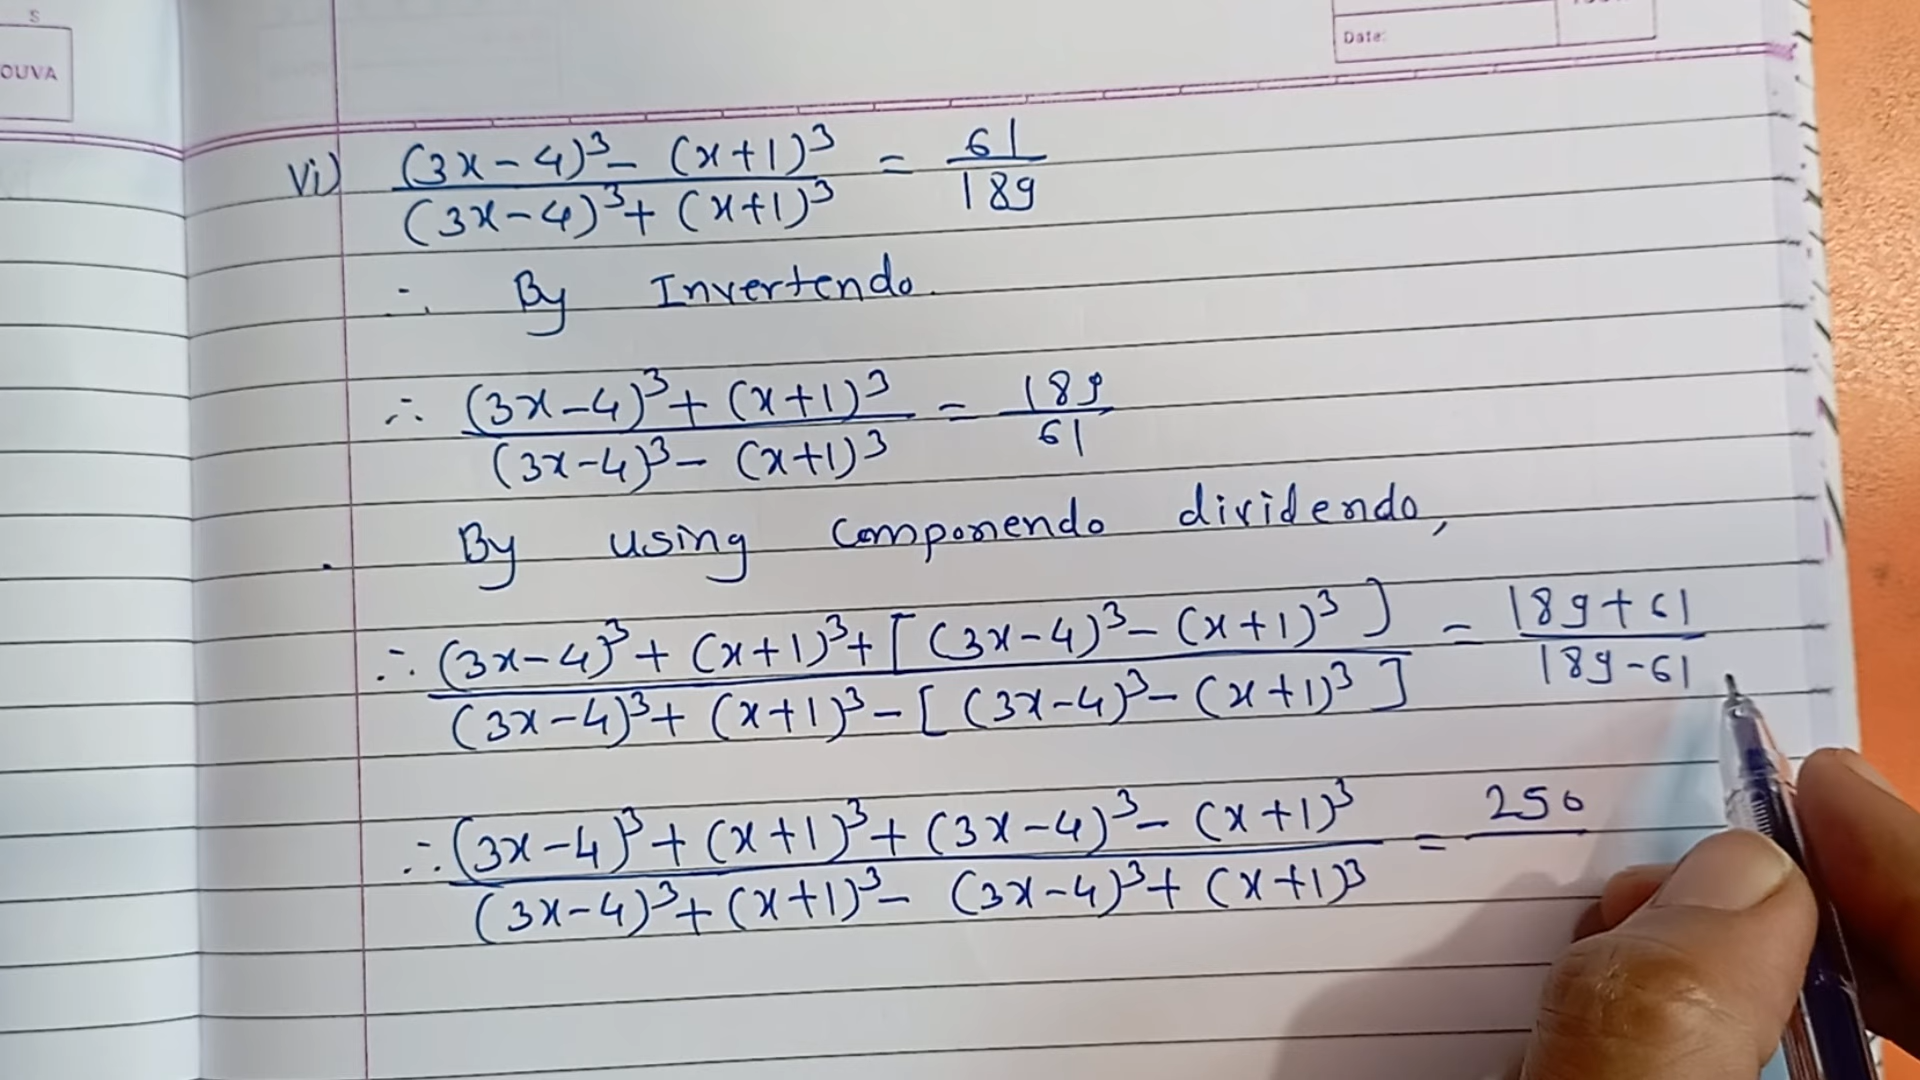 S
OUVA
Date:
vi) (3x-4)³ - (x+1)³ / (3x-4)³ + (x+1)³ = 61 / 189
∴ By Invertendo.
∴ (3x-4)³ + (x+1)³ / (3x-4)³ - (x+1)³ = 189 / 61
By using componendo dividendo,
∴ (3x-4)³ + (x+1)³ + [(3x-4)³ - (x+1)³] / (3x-4)³ + (x+1)³ - [(3x-4)³ - (x+1)³] = 189+61 / 189-61
∴ (3x-4)³ + (x+1)³ + (3x-4)³ - (x+1)³ / (3x-4)³ + (x+1)³ - (3x-4)³ + (x+1)³ = 250